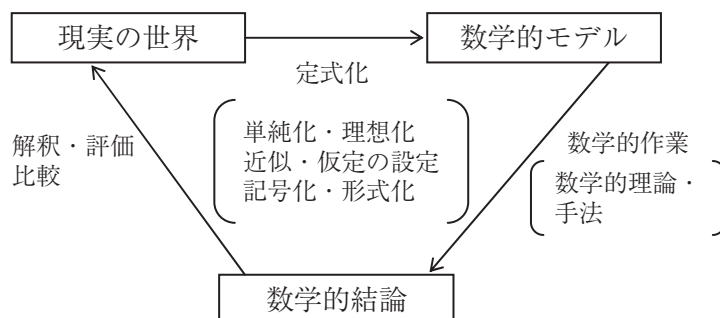 現実の世界
数学的モデル
定式化
単純化・理想化
近似・仮定の設定
記号化・形式化
解釈・評価
比較
数学的作業
数学的理論・
手法
数学的結論